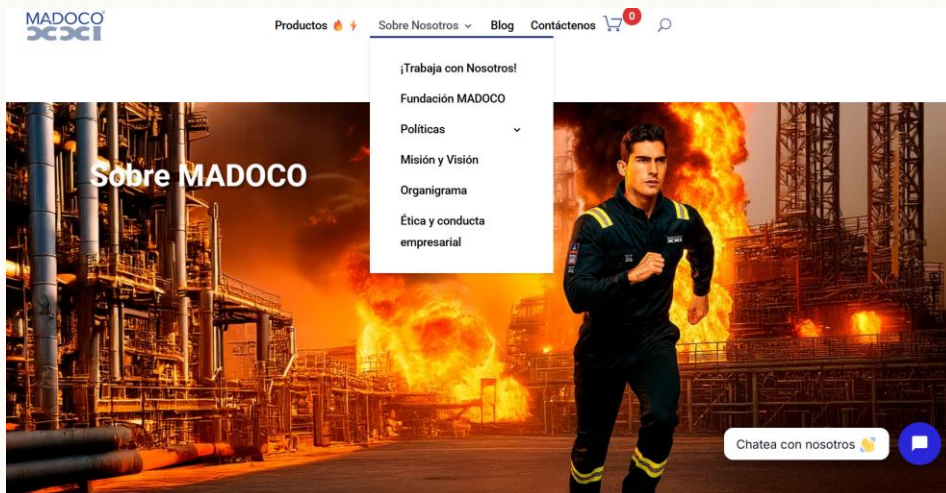 MADOCO
XXI
Productos 🔥⚡ Sobre Nosotros Blog Contáctenos 0
¡Trabaja con Nosotros!
Fundación MADOCO
Políticas
Misión y Visión
Organigrama
Ética y conducta
empresarial
Sobre MADOCO
Chatea con nosotros 👋